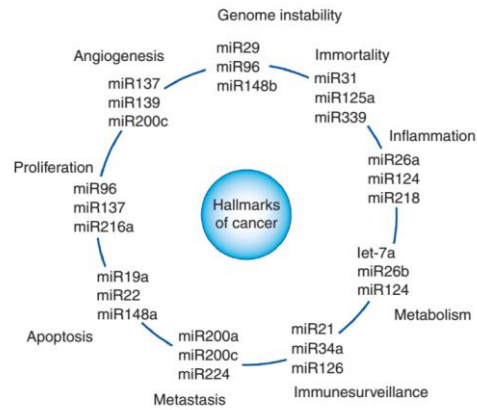 Genome instability
miR29
miR96
miR148b
Immortality
miR31
miR125a
miR339
Inflammation
miR26a
miR124
miR218
let-7a
miR26b
miR124
Metabolism
miR21
miR34a
miR126
Immunesurveillance
miR200a
miR200c
miR224
Metastasis
miR19a
miR22
miR148a
Apoptosis
Proliferation
miR96
miR137
miR216a
Angiogenesis
miR137
miR139
miR200c
Hallmarks
of cancer